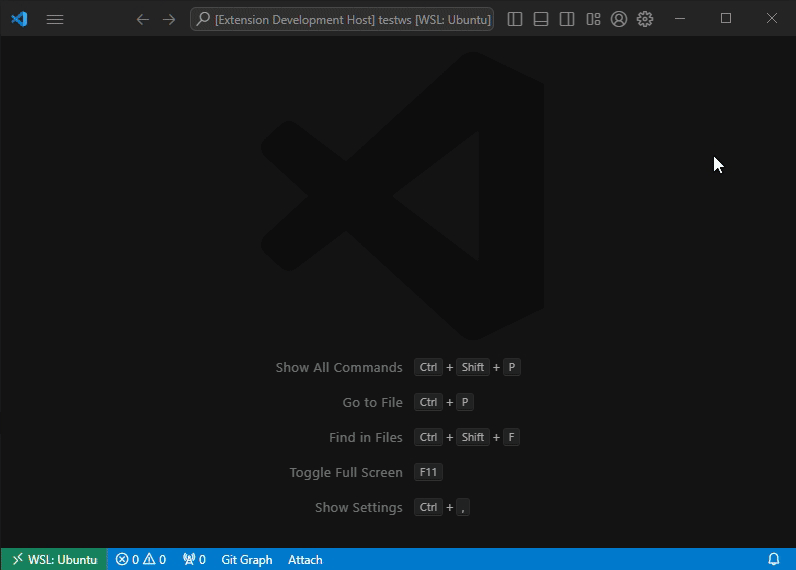 [Extension Development Host] testws [WSL: Ubuntu]
Show All Commands Ctrl + Shift + P
Go to File Ctrl + P
Find in Files Ctrl + Shift + F
Toggle Full Screen F11
Show Settings Ctrl + ,
WSL: Ubuntu 0 0 0 Git Graph Attach